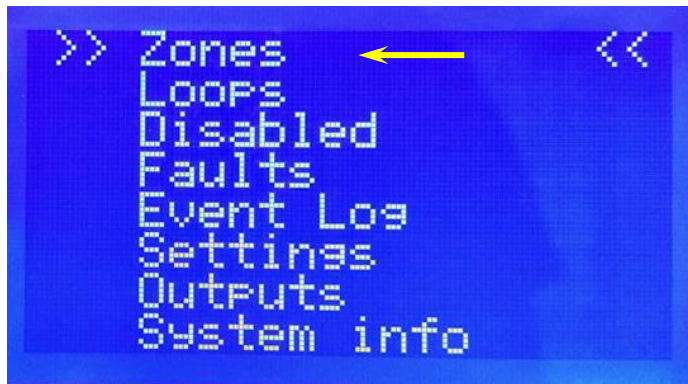 >> Zones <<
Loops
Disabled
Faults
Event Log
Settings
Outputs
System info